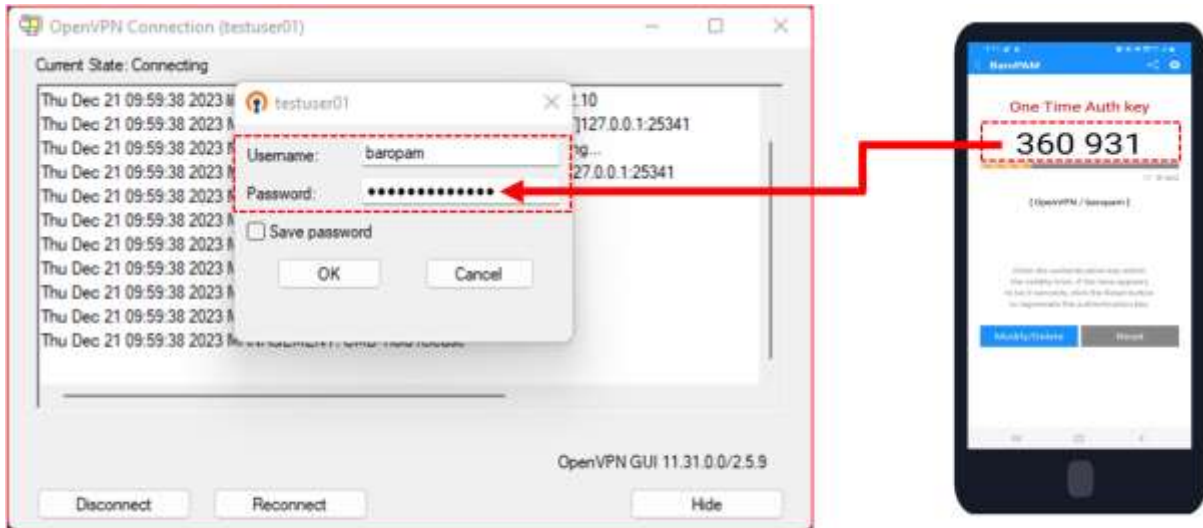 OpenVPN Connection (testuser01)
Current State: Connecting
Thu Dec 21 09:59:38 2023
2.10
Thu Dec 21 09:59:38 2023 M
]127.0.0.1:25341
Thu Dec 21 09:59:38 2023
Thu Dec 21 09:59:38 2023 M
27.0.0.1:25341
Thu Dec 21 09:59:38 2023 M
Thu Dec 21 09:59:38 2023
Thu Dec 21 09:59:38 2023 M
Thu Dec 21 09:59:38 2023 M
Thu Dec 21 09:59:38 2023
Thu Dec 21 09:59:38 2023 M
Thu Dec 21 09:59:38 2023
testuser01
Username: baropam
Password: •••••••••••••
Save password
OK Cancel
OpenVPN GUI 11.31.0.0/2.5.9
Disconnect Reconnect Hide
BaroPAM
One Time Auth key
360 931
[ OpenVPN / baropam ]
Modify/Delete Reset